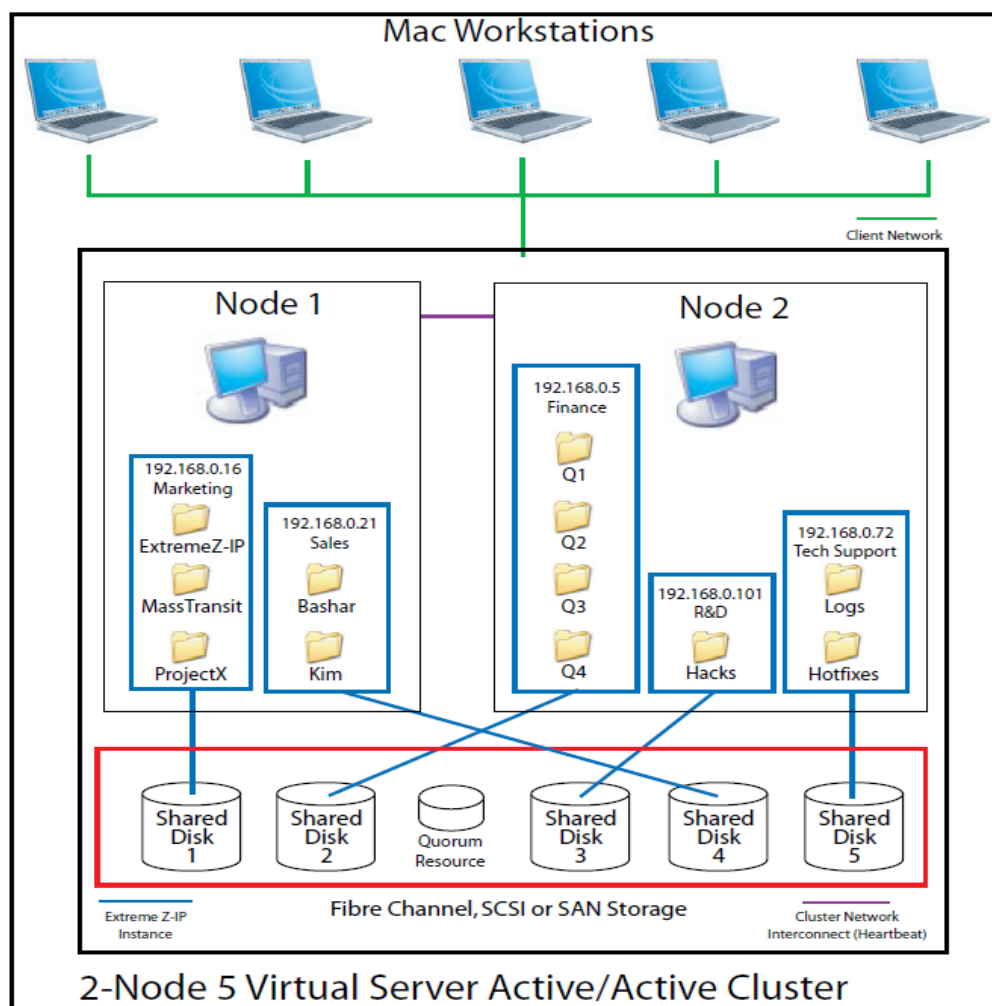 Mac Workstations
Client Network
Node 1
Node 2
192.168.0.16
Marketing
ExtremeZ-IP
MassTransit
ProjectX
192.168.0.21
Sales
Bashar
Kim
192.168.0.5
Finance
Q1
Q2
Q3
Q4
192.168.0.101
R&D
Hacks
192.168.0.72
Tech Support
Logs
Hotfixes
Shared
Disk
1
Shared
Disk
2
Quorum
Resource
Shared
Disk
3
Shared
Disk
4
Shared
Disk
5
Extreme Z-IP
Instance
Fibre Channel, SCSI or SAN Storage
Cluster Network
Interconnect (Heartbeat)
2-Node 5 Virtual Server Active/Active Cluster